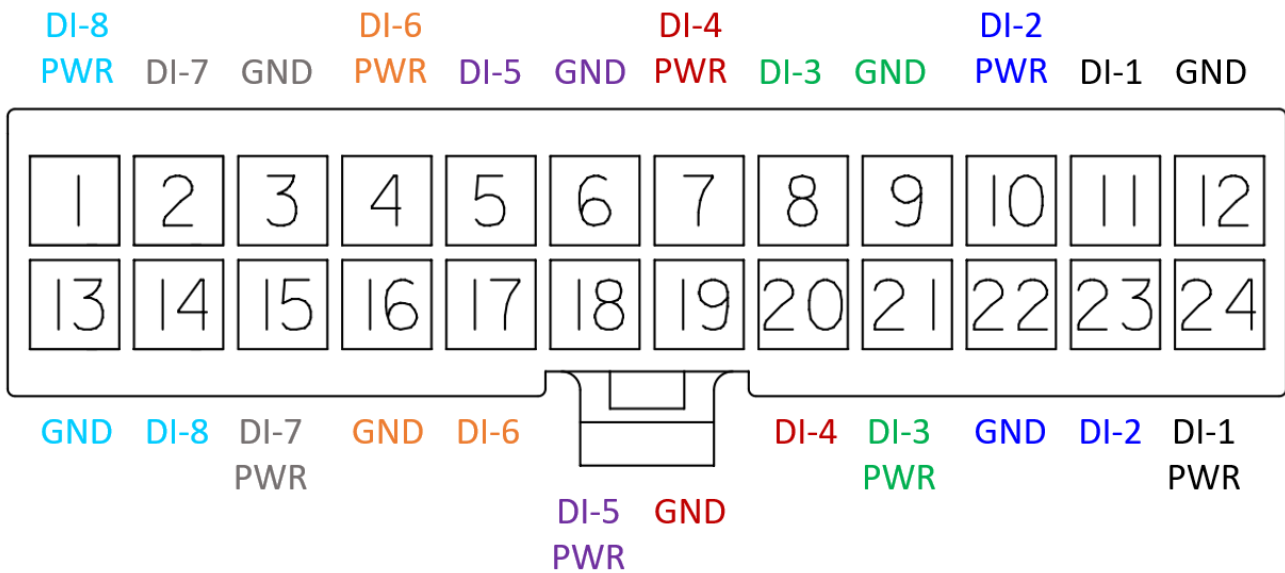 DI-8 DI-6 DI-4 DI-2
PWR DI-7 GND PWR DI-5 GND PWR DI-3 GND PWR DI-1 GND
1 2 3 4 5 6 7 8 9 10 11 12
13 14 15 16 17 18 19 20 21 22 23 24
GND DI-8 DI-7 GND DI-6 DI-4 DI-3 GND DI-2 DI-1
PWR PWR PWR
DI-5 GND
PWR